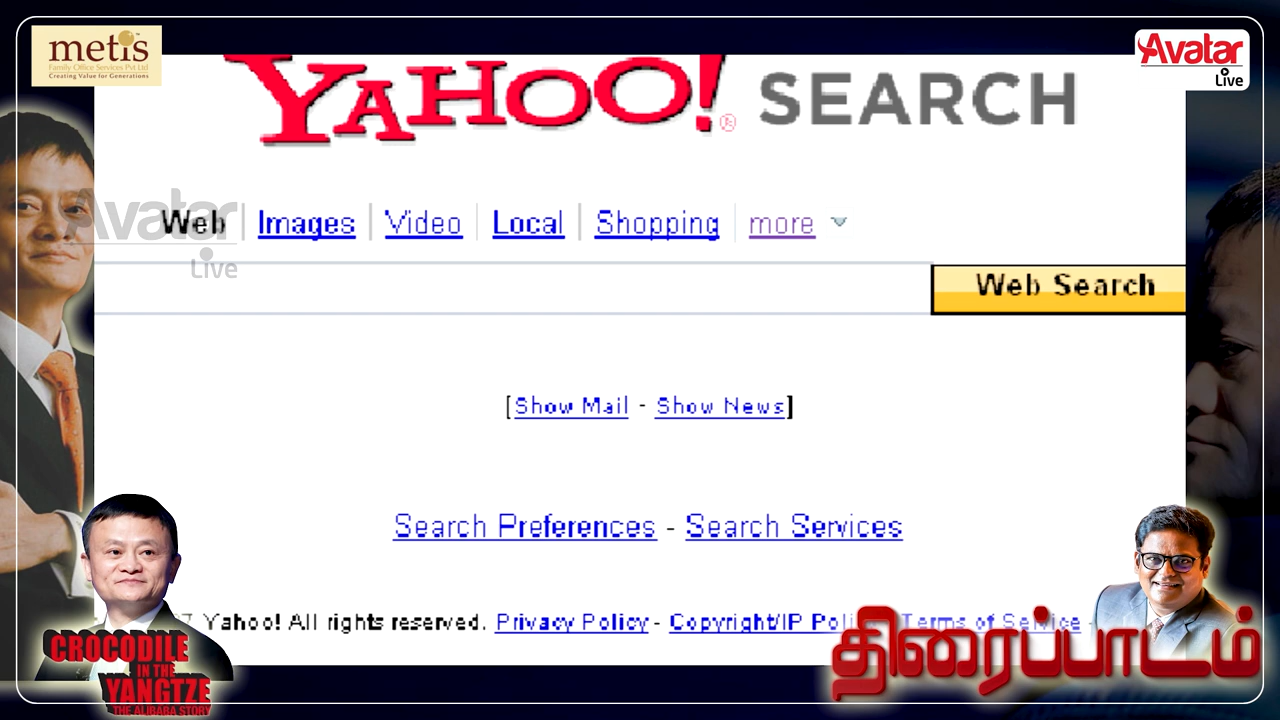 metis
Family Office Services Pvt Ltd
Creating Value for Generations
Avatar
Live
YAHOO! SEARCH
Web Images Video Local Shopping more
Avatar
Live
Web Search
[Show Mail - Show News]
Search Preferences - Search Services
7 Yahoo! All rights reserved. Privacy Policy - Copyright/IP Poli Terms of Service -
CROCODILE
IN THE
YANGTZE
THE ALIBABA STORY
திரைப்பாடம்